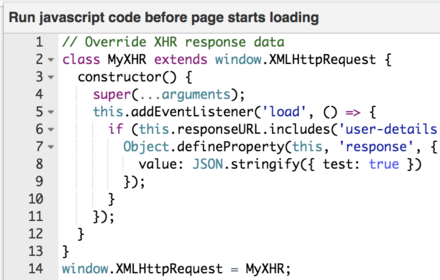 Run javascript code before page starts loading
1 // Override XHR response data
2 class MyXHR extends window.XMLHttpRequest {
3 constructor() {
4 super(...arguments);
5 this.addEventListener('load', () => {
6 if (this.responseURL.includes('user-details
7 Object.defineProperty(this, 'response', {
8 value: JSON.stringify({ test: true })
9 });
10 }
11 });
12 }
13 }
14 window.XMLHttpRequest = MyXHR;